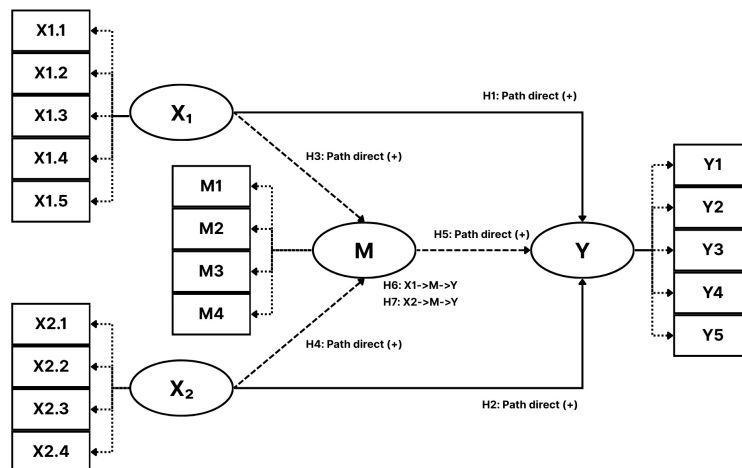 X1.1
X1.2
X1.3
X1.4
X1.5
X₁
H1: Path direct (+)
H3: Path direct (+)
M1
M2
M3
M4
M
H5: Path direct (+)
H6: X1->M->Y
H7: X2->M->Y
Y
Y1
Y2
Y3
Y4
Y5
X2.1
X2.2
X2.3
X2.4
X₂
H4: Path direct (+)
H2: Path direct (+)